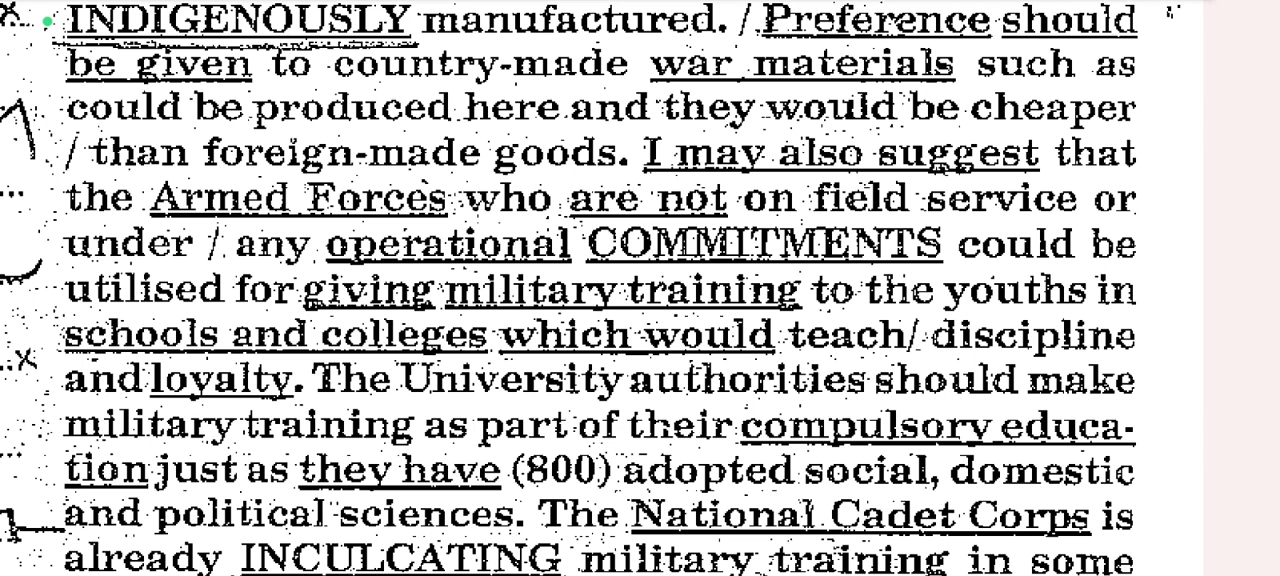 INDIGENOUSLY manufactured. / Preference should
be given to country-made war materials such as
could be produced here and they would be cheaper
/ than foreign-made goods. I may also suggest that
the Armed Forces who are not on field service or
under / any operational COMMITMENTS could be
utilised for giving military training to the youths in
schools and colleges which would teach/ discipline
and loyalty. The University authorities should make
military training as part of their compulsory educa-
tion just as they have (800) adopted social, domestic
and political sciences. The National Cadet Corps is
already INCULCATING military training in some